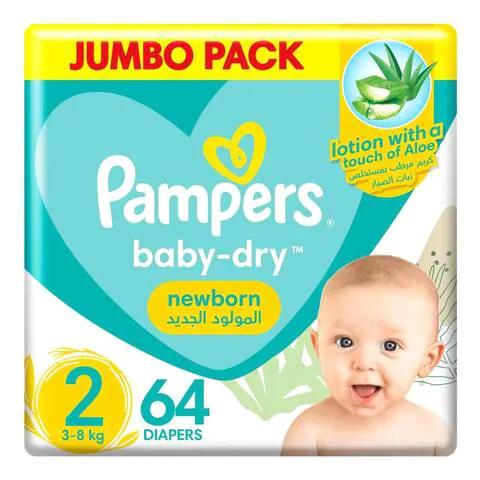 JUMBO PACK
lotion with a
touch of Aloe
كريم مرطب بمستخلص
نبات الصبار
Pampers®
baby-dry™
newborn
المولود الجديد
2
3-8 kg
64
DIAPERS